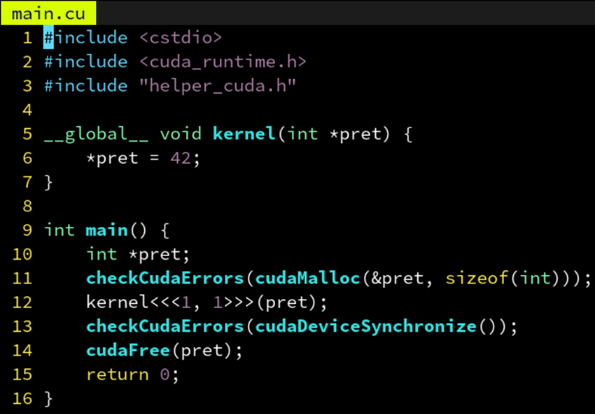 main.cu
1 #include <cstdio>
2 #include <cuda_runtime.h>
3 #include "helper_cuda.h"
4
5 __global__ void kernel(int *pret) {
6     *pret = 42;
7 }
8
9 int main() {
10     int *pret;
11     checkCudaErrors(cudaMalloc(&pret, sizeof(int)));
12     kernel<<<1, 1>>>(pret);
13     checkCudaErrors(cudaDeviceSynchronize());
14     cudaFree(pret);
15     return 0;
16 }